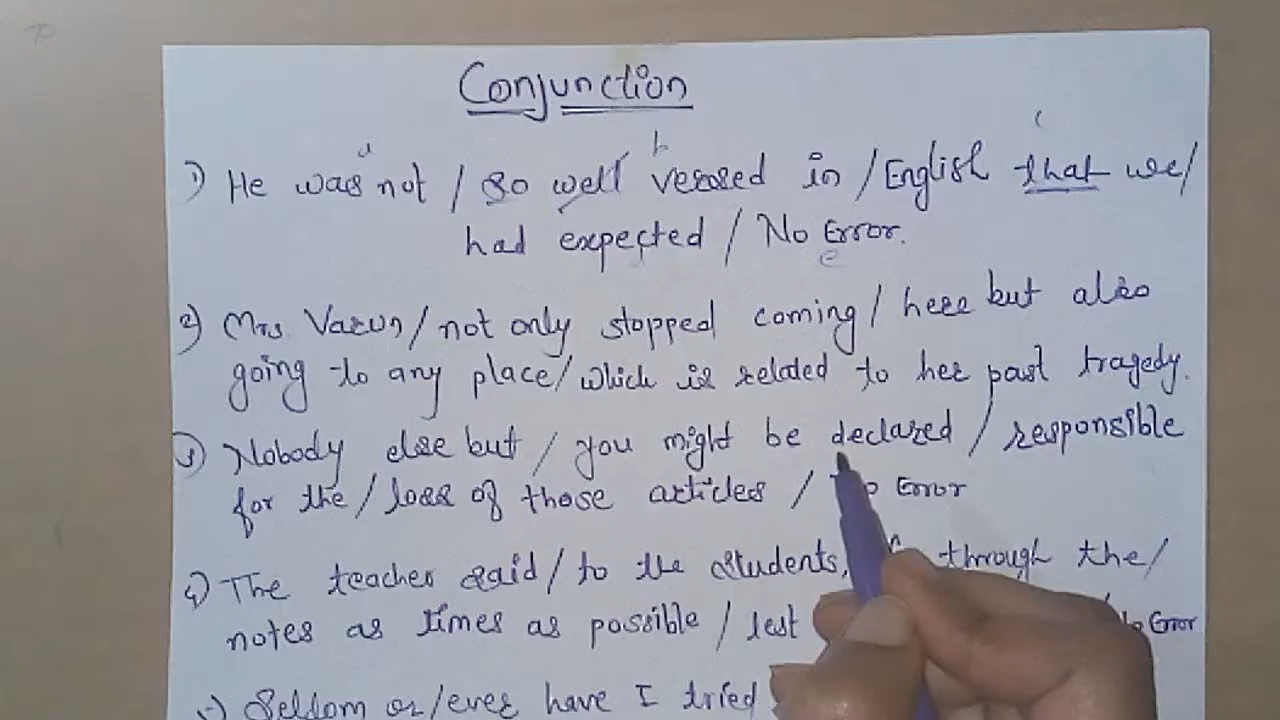 Conjunction
a b c
1) He was not / so well versed in / English that we /
had expected / No Error.
e
2) Mrs. Varun / not only stopped coming / here but also
going to any place / which is related to her past tragedy.
3) Nobody else but / you might be declared / responsible
for the / loss of those articles / No Error
4) The teacher said / to the students, through the /
notes as times as possible / lest No Error
5) Seldom or / ever have I tried